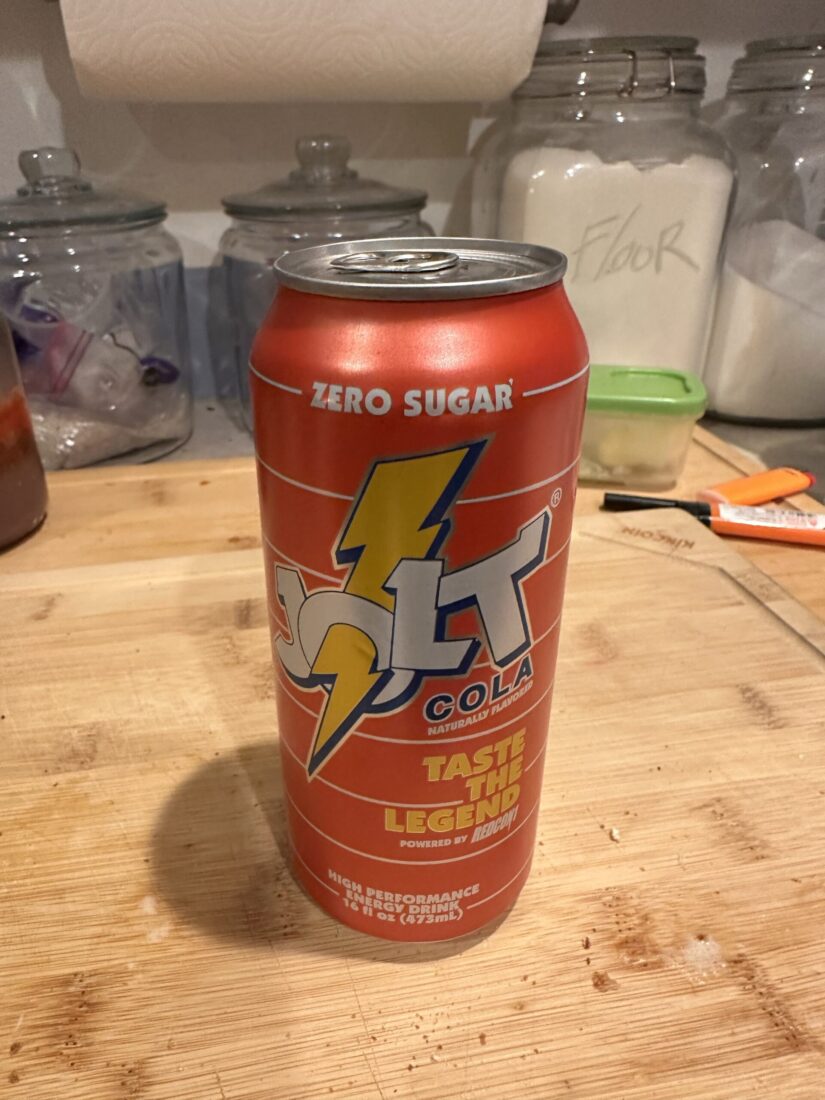 FlouR
ZERO SUGAR
JOLT
®
COLA
NATURALLY FLAVORED
TASTE
THE
LEGEND
POWERED BY REDCON1
HIGH PERFORMANCE
ENERGY DRINK
16 fl oz (473mL)